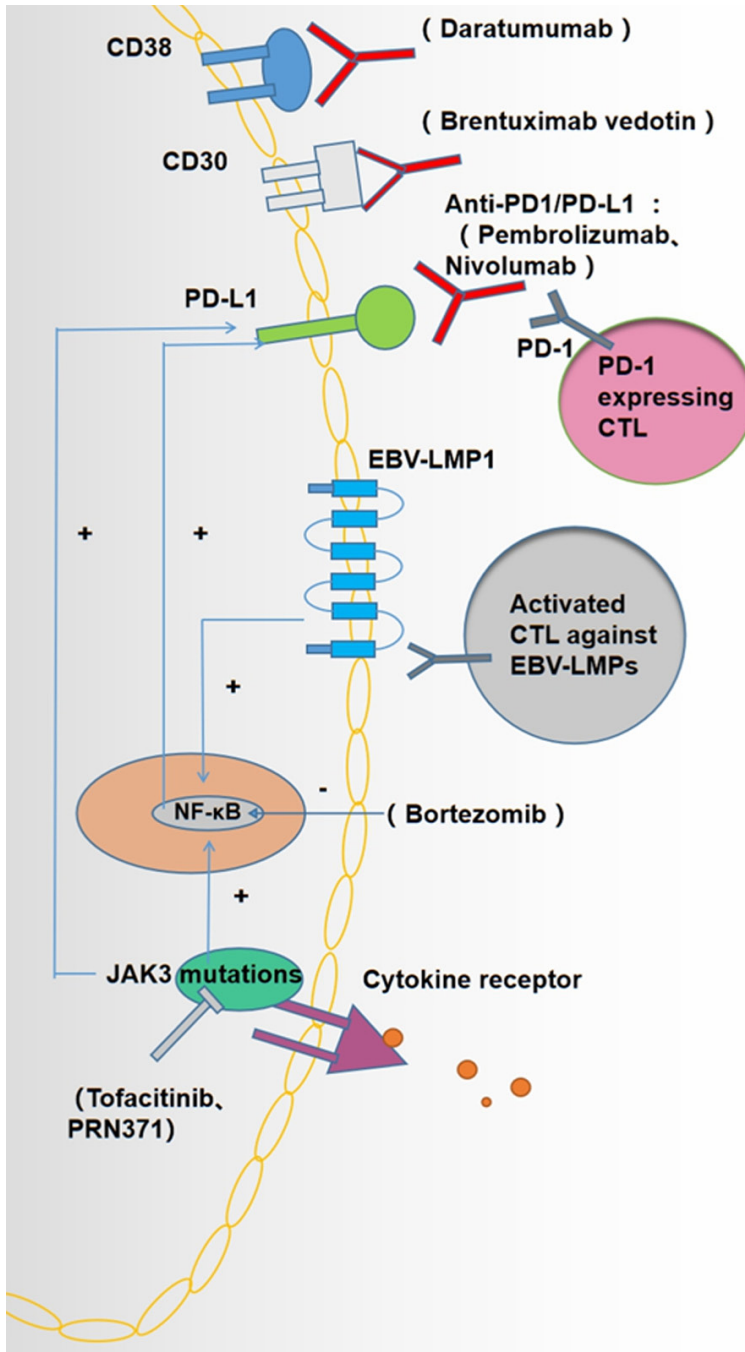 CD38
( Daratumumab )
( Brentuximab vedotin )
CD30
Anti-PD1/PD-L1 :
( Pembrolizumab、
Nivolumab )
PD-L1
PD-1
PD-1
expressing
CTL
EBV-LMP1
+
+
Activated
CTL against
EBV-LMPs
+
-
NF-κB
( Bortezomib )
+
JAK3 mutations
Cytokine receptor
(Tofacitinib、
PRN371)